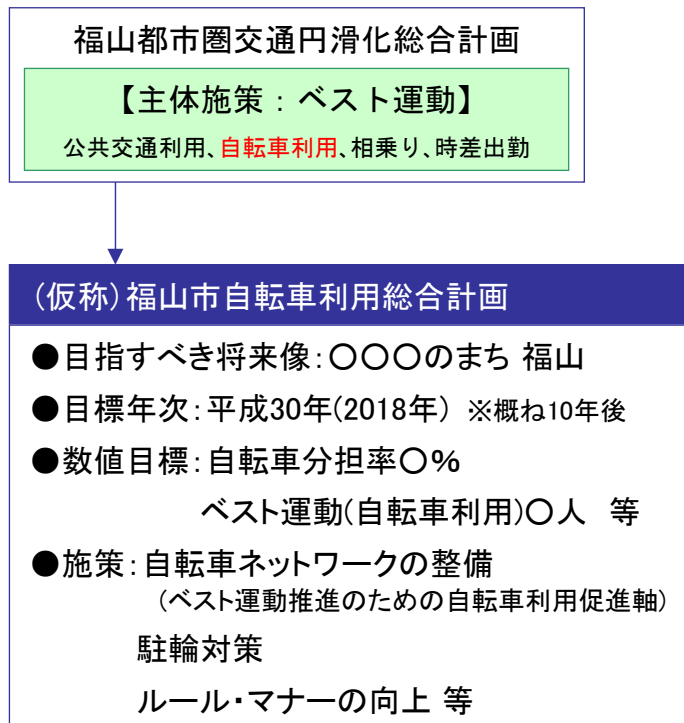 福山都市圏交通円滑化総合計画
【主体施策：ベスト運動】
公共交通利用、自転車利用、相乗り、時差出勤
(仮称)福山市自転車利用総合計画
●目指すべき将来像：〇〇〇のまち 福山
●目標年次：平成30年(2018年) ※概ね10年後
●数値目標：自転車分担率〇％
ベスト運動(自転車利用)〇人 等
●施策：自転車ネットワークの整備
(ベスト運動推進のための自転車利用促進軸)
駐輪対策
ルール・マナーの向上 等